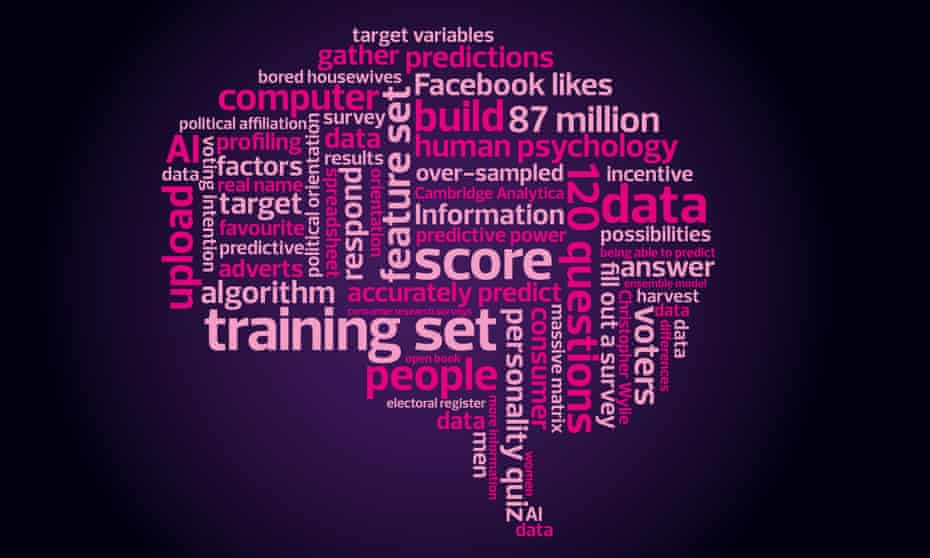 target variables
gather predictions
bored housewives
Facebook likes
computer
feature set
build
87 million
political affiliation
survey
AI
profiling
data
human psychology
voting intention
political orientation
data
factors
results
over-sampled
120 questions
incentive
real name
spreadsheet
respond
orientation
Cambridge Analytica
data
upload
target
Information
favourite
predictive power
possibilities
predictive
score
being able to predict
adverts
fill out a survey
answer
ensemble model
algorithm
accurately predict
Christopher Wylie
harvest
consumer research surveys
training set
personality quiz
consumer
massive matrix
voters
data
differences
data
open book
people
electoral register
more information
data
men
women
AI
data